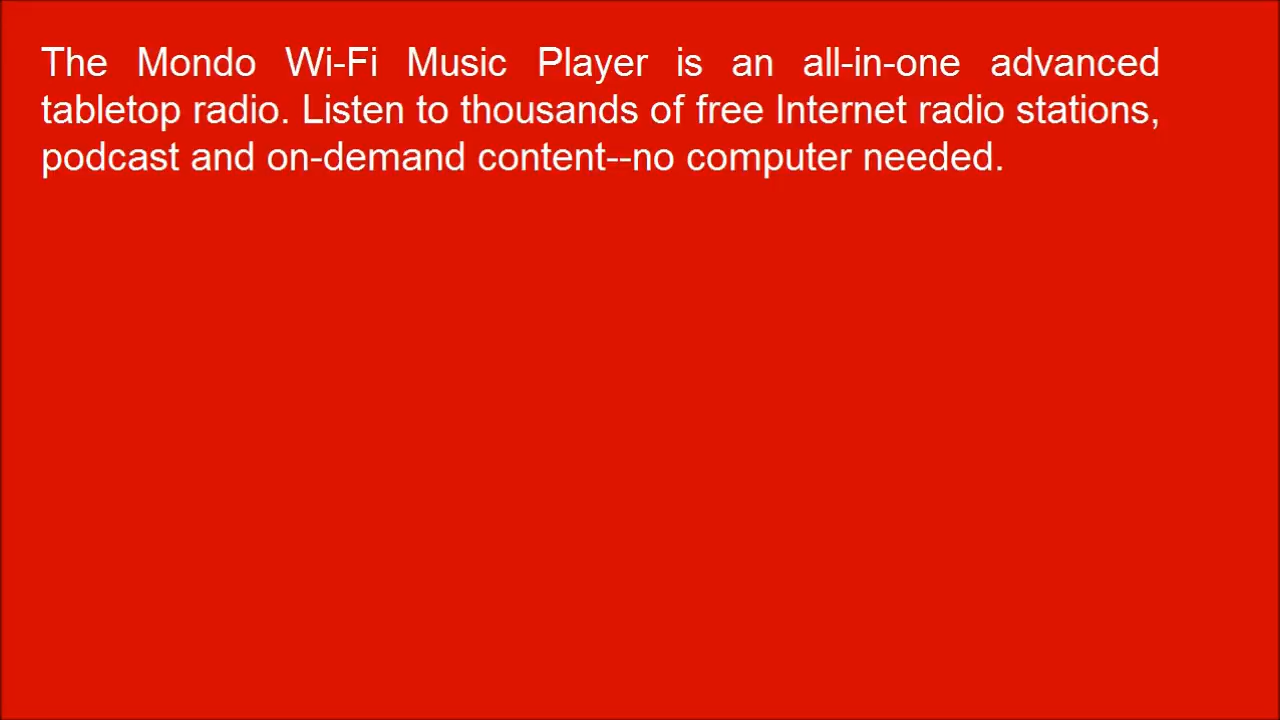 The Mondo Wi-Fi Music Player is an all-in-one advanced
tabletop radio. Listen to thousands of free Internet radio stations,
podcast and on-demand content--no computer needed.